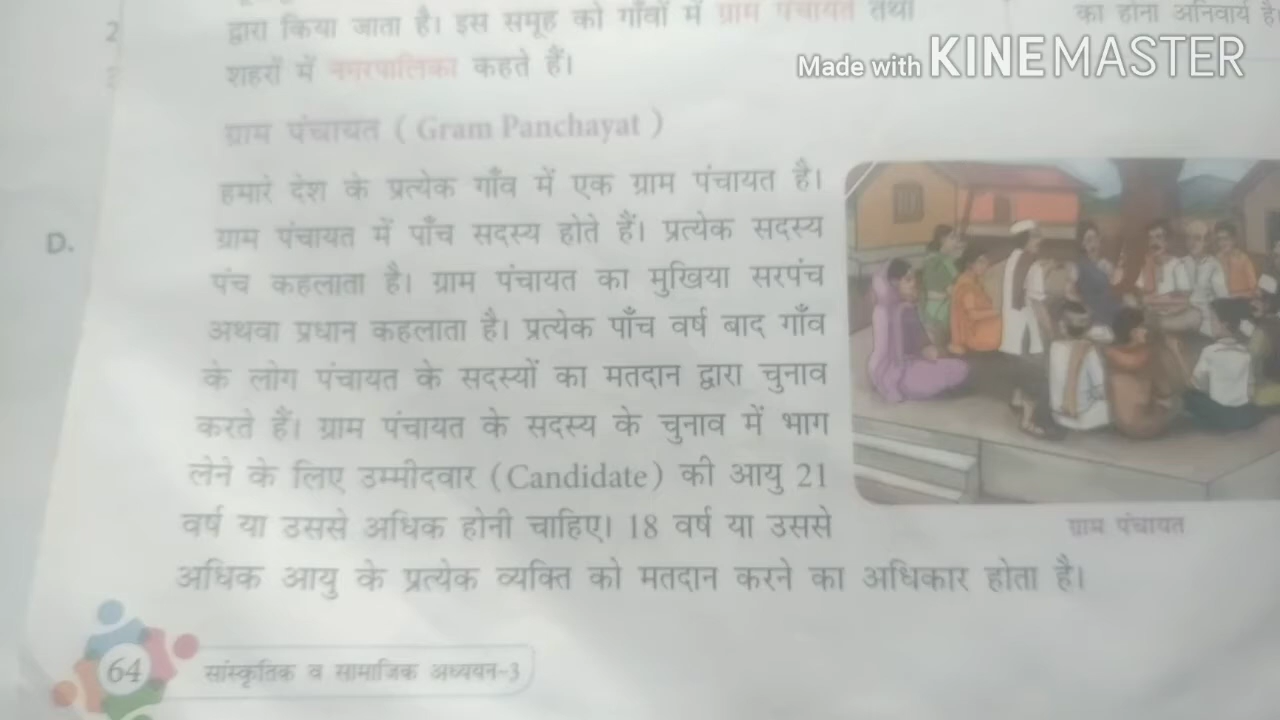 2 द्वारा किया जाता है। इस समूह को गाँवों में ग्राम पंचायत तथा
का होना अनिवार्य है
शहरों में नगरपालिका कहते हैं।
Made with KINEMASTER
ग्राम पंचायत ( Gram Panchayat )
हमारे देश के प्रत्येक गाँव में एक ग्राम पंचायत है।
D.
ग्राम पंचायत में पाँच सदस्य होते हैं। प्रत्येक सदस्य
पंच कहलाता है। ग्राम पंचायत का मुखिया सरपंच
अथवा प्रधान कहलाता है। प्रत्येक पाँच वर्ष बाद गाँव
के लोग पंचायत के सदस्यों का मतदान द्वारा चुनाव
करते हैं। ग्राम पंचायत के सदस्य के चुनाव में भाग
लेने के लिए उम्मीदवार (Candidate) की आयु 21
वर्ष या उससे अधिक होनी चाहिए। 18 वर्ष या उससे
अधिक आयु के प्रत्येक व्यक्ति को मतदान करने का अधिकार होता है।
ग्राम पंचायत
64 सांस्कृतिक व सामाजिक अध्ययन-3